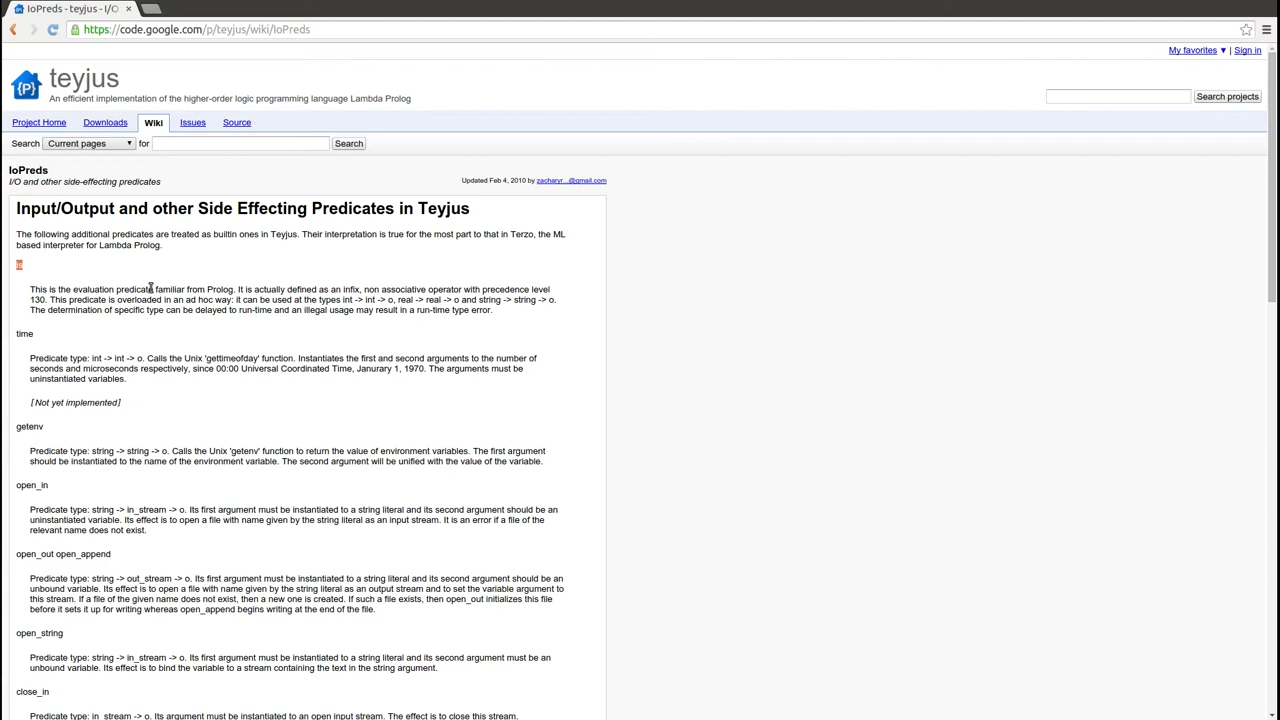 IoPreds - teyjus - I/O
https://code.google.com/p/teyjus/wiki/IoPreds
My favorites ▼ | Sign in
teyjus
An efficient implementation of the higher-order logic programming language Lambda Prolog
Search projects
Project Home Downloads Wiki Issues Source
Search Current pages for Search
IoPreds
I/O and other side-effecting predicates
Updated Feb 4, 2010 by zacharyr...@gmail.com
Input/Output and other Side Effecting Predicates in Teyjus
The following additional predicates are treated as builtin ones in Teyjus. Their interpretation is true for the most part to that in Terzo, the ML
based interpreter for Lambda Prolog.
is
This is the evaluation predicate familiar from Prolog. It is actually defined as an infix, non associative operator with precedence level
130. This predicate is overloaded in an ad hoc way: it can be used at the types int -> int -> o, real -> real -> o and string -> string -> o.
The determination of specific type can be delayed to run-time and an illegal usage may result in a run-time type error.
time
Predicate type: int -> int -> o. Calls the Unix 'gettimeofday' function. Instantiates the first and second arguments to the number of
seconds and microseconds respectively, since 00:00 Universal Coordinated Time, Janurary 1, 1970. The arguments must be
uninstantiated variables.
[Not yet implemented]
getenv
Predicate type: string -> string -> o. Calls the Unix 'getenv' function to return the value of environment variables. The first argument
should be instantiated to the name of the environment variable. The second argument will be unified with the value of the variable.
open_in
Predicate type: string -> in_stream -> o. Its first argument must be instantiated to a string literal and its second argument should be an
uninstantiated variable. Its effect is to open a file with name given by the string literal as an input stream. It is an error if a file of the
relevant name does not exist.
open_out open_append
Predicate type: string -> out_stream -> o. Its first argument must be instantiated to a string literal and its second argument should be an
unbound variable. Its effect is to open a file with name given by the string literal as an output stream and to set the variable argument to
this stream. If a file of the given name does not exist, then a new one is created. If such a file exists, then open_out initializes this file
before it sets it up for writing whereas open_append begins writing at the end of the file.
open_string
Predicate type: string -> in_stream -> o. Its first argument must be instantiated to a string literal and its second argument must be an
unbound variable. Its effect is to bind the variable to a stream containing the text in the string argument.
close_in
Predicate type: in_stream -> o. Its argument must be instantiated to an open input stream. The effect is to close this stream.